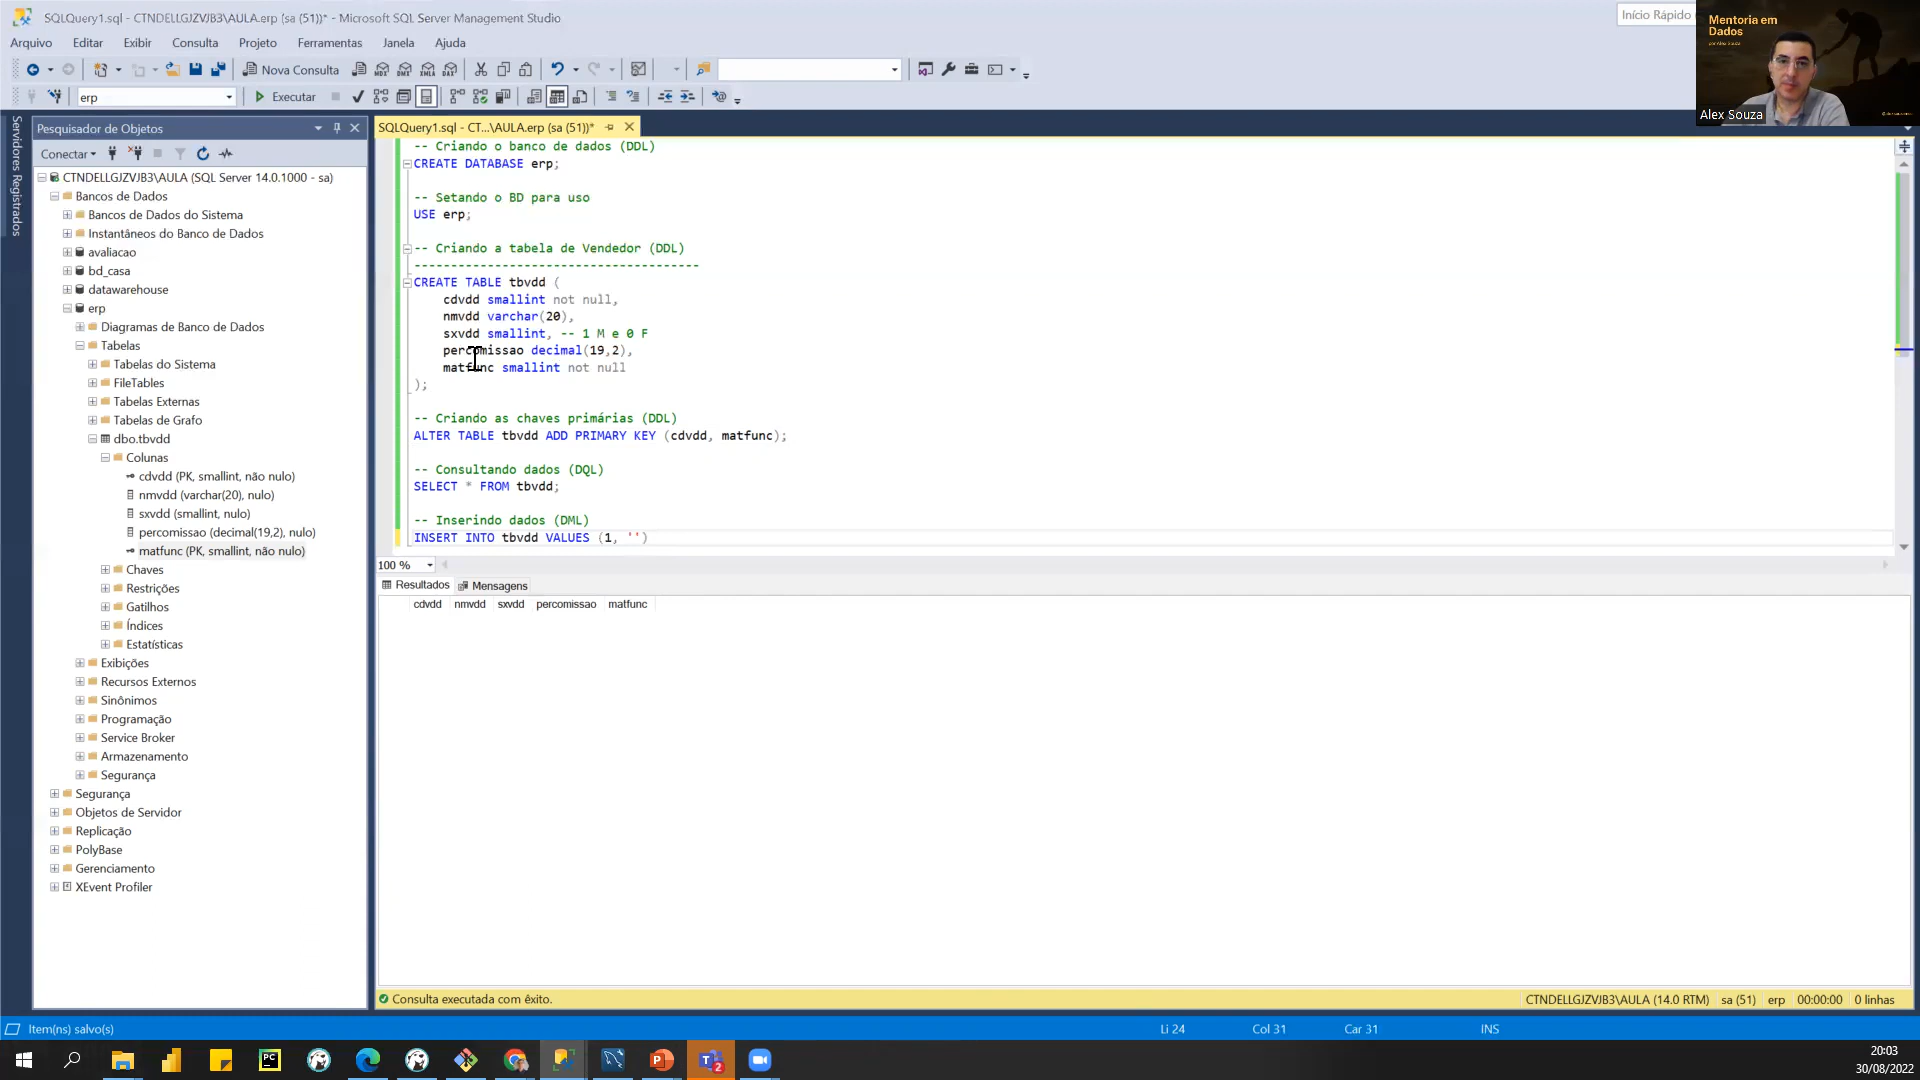 SQLQuery1.sql - CTNDELLGJZVJB3\AULA.erp (sa (51))* - Microsoft SQL Server Management Studio
Início Rápido
Mentoria em
Dados
Alex Souza
Arquivo Editar Exibir Consulta Projeto Ferramentas Janela Ajuda
Nova Consulta
erp
Executar
Servidores Registrados
Pesquisador de Objetos
Conectar
CTNDELLGJZVJB3\AULA (SQL Server 14.0.1000 - sa)
Bancos de Dados
Bancos de Dados do Sistema
Instantâneos do Banco de Dados
avaliacao
bd_casa
datawarehouse
erp
Diagramas de Banco de Dados
Tabelas
Tabelas do Sistema
FileTables
Tabelas Externas
Tabelas de Grafo
dbo.tbvdd
Colunas
cdvdd (PK, smallint, não nulo)
nmvdd (varchar(20), nulo)
sxvdd (smallint, nulo)
percomissao (decimal(19,2), nulo)
matfunc (PK, smallint, não nulo)
Chaves
Restrições
Gatilhos
Índices
Estatísticas
Exibições
Recursos Externos
Sinônimos
Programação
Service Broker
Armazenamento
Segurança
Segurança
Objetos de Servidor
Replicação
PolyBase
Gerenciamento
XEvent Profiler
SQLQuery1.sql - CT...\AULA.erp (sa (51))*
-- Criando o banco de dados (DDL)
CREATE DATABASE erp;
-- Setando o BD para uso
USE erp;
-- Criando a tabela de Vendedor (DDL)
---------------------------------------
CREATE TABLE tbvdd (
cdvdd smallint not null,
nmvdd varchar(20),
sxvdd smallint, -- 1 M e 0 F
percomissao decimal(19,2),
matfunc smallint not null
);
-- Criando as chaves primárias (DDL)
ALTER TABLE tbvdd ADD PRIMARY KEY (cdvdd, matfunc);
-- Consultando dados (DQL)
SELECT * FROM tbvdd;
-- Inserindo dados (DML)
INSERT INTO tbvdd VALUES (1, '')
100 %
Resultados Mensagens
cdvdd nmvdd sxvdd percomissao matfunc
Consulta executada com êxito.
CTNDELLGJZVJB3\AULA (14.0 RTM) sa (51) erp 00:00:00 0 linhas
Item(ns) salvo(s)
Li 24 Col 31 Car 31 INS
20:03
30/08/2022